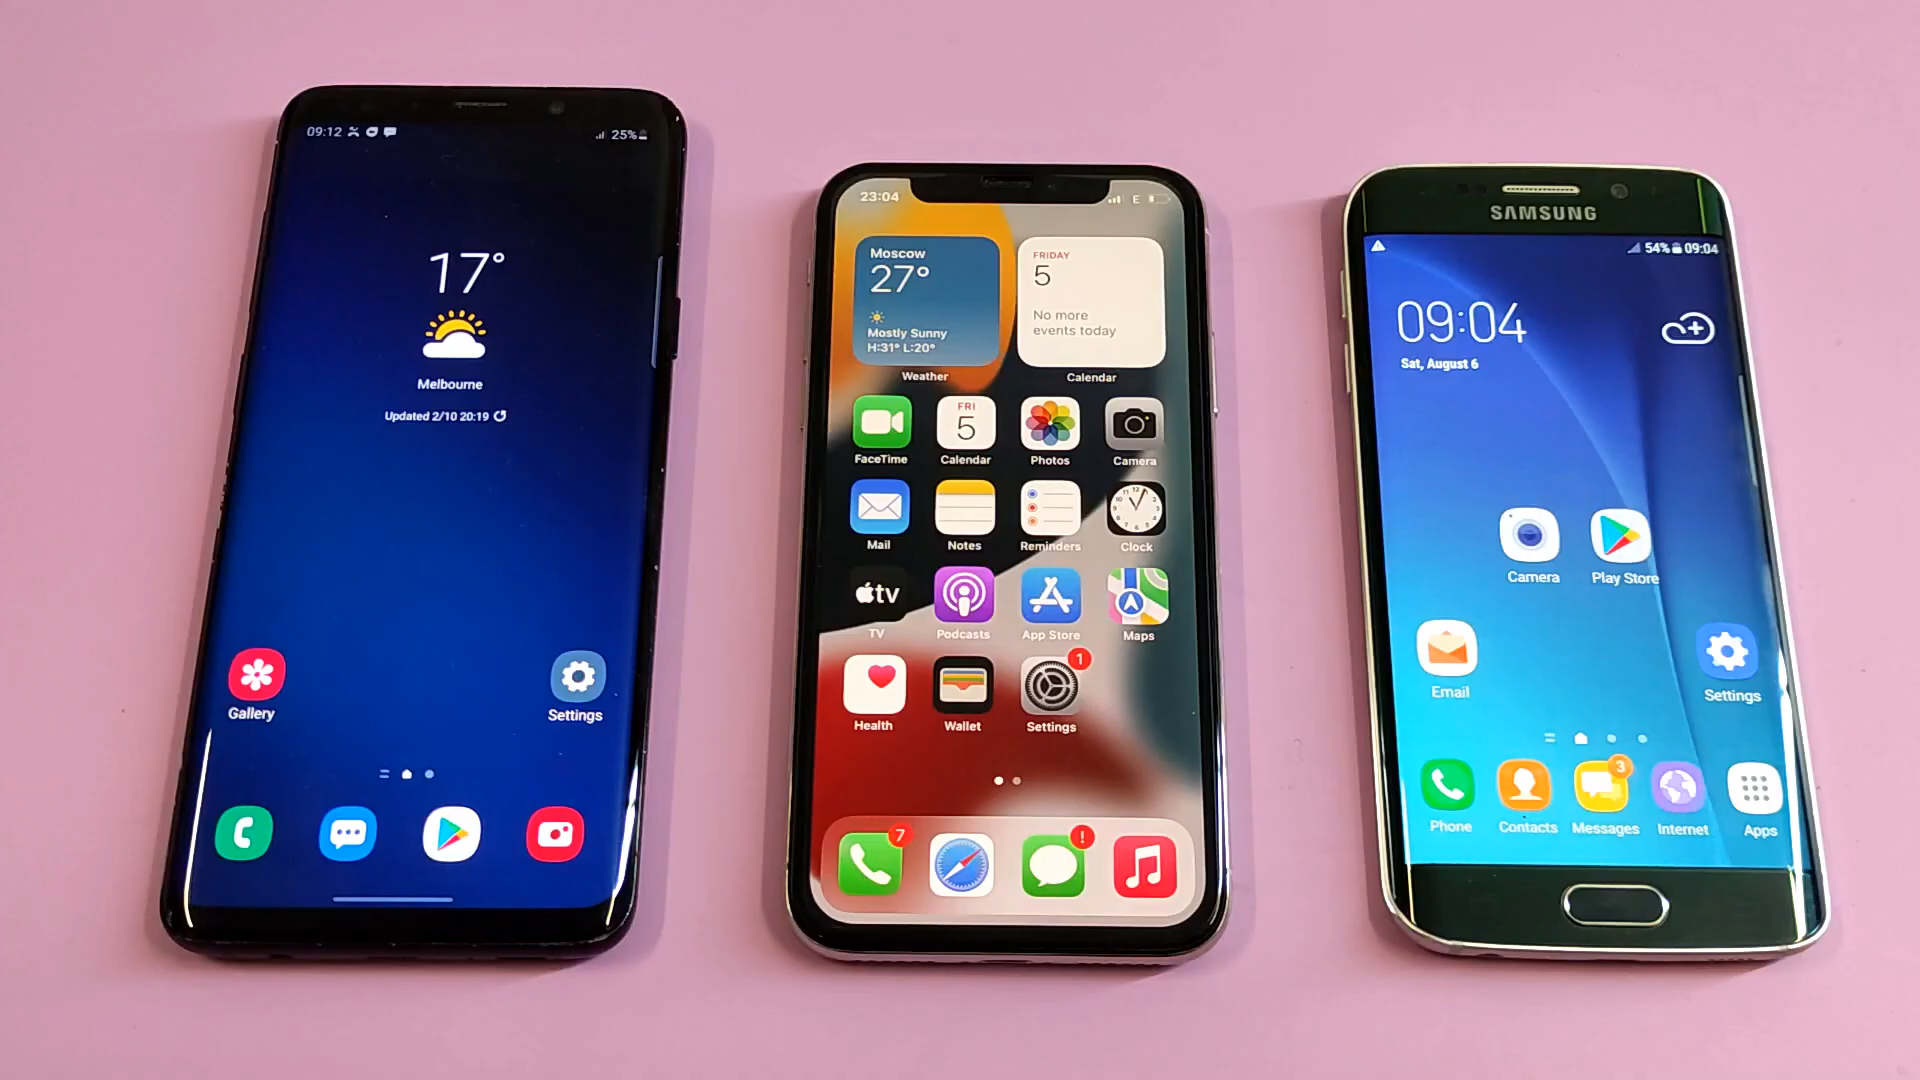 09:12
25%
17°
Melbourne
Updated 2/10 20:19
Gallery
Settings
23:04
E
Moscow
27°
Mostly Sunny
H:31° L:20°
Weather
FRIDAY
5
No more
events today
Calendar
FRI
5
FaceTime
Calendar
Photos
Camera
Mail
Notes
Reminders
Clock
tv
TV
Podcasts
App Store
Maps
1
Health
Wallet
Settings
7
!
SAMSUNG
54% 09:04
09:04
Sat, August 6
Camera
Play Store
Email
Settings
3
Phone
Contacts
Messages
Internet
Apps